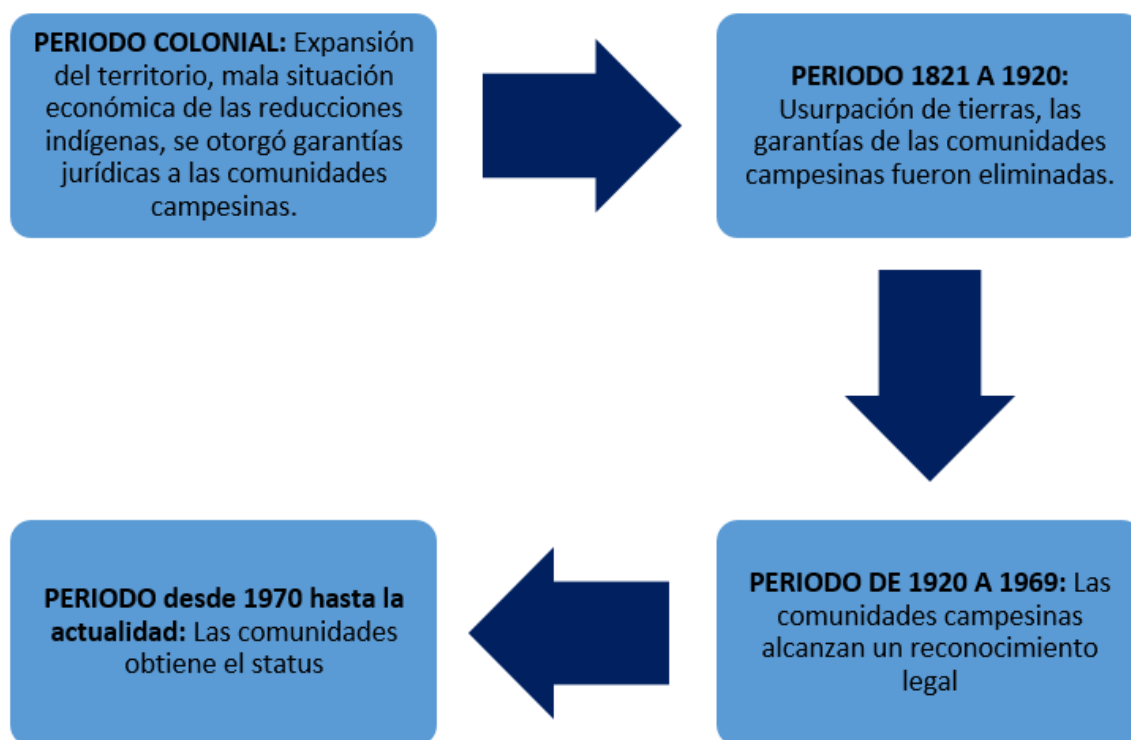 PERIODO COLONIAL: Expansión
del territorio, mala situación
económica de las reducciones
indígenas, se otorgó garantías
jurídicas a las comunidades
campesinas.
PERIODO 1821 A 1920:
Usurpación de tierras, las
garantías de las comunidades
campesinas fueron eliminadas.
PERIODO DE 1920 A 1969: Las
comunidades campesinas
alcanzan un reconocimiento
legal
PERIODO desde 1970 hasta la
actualidad: Las comunidades
obtiene el status